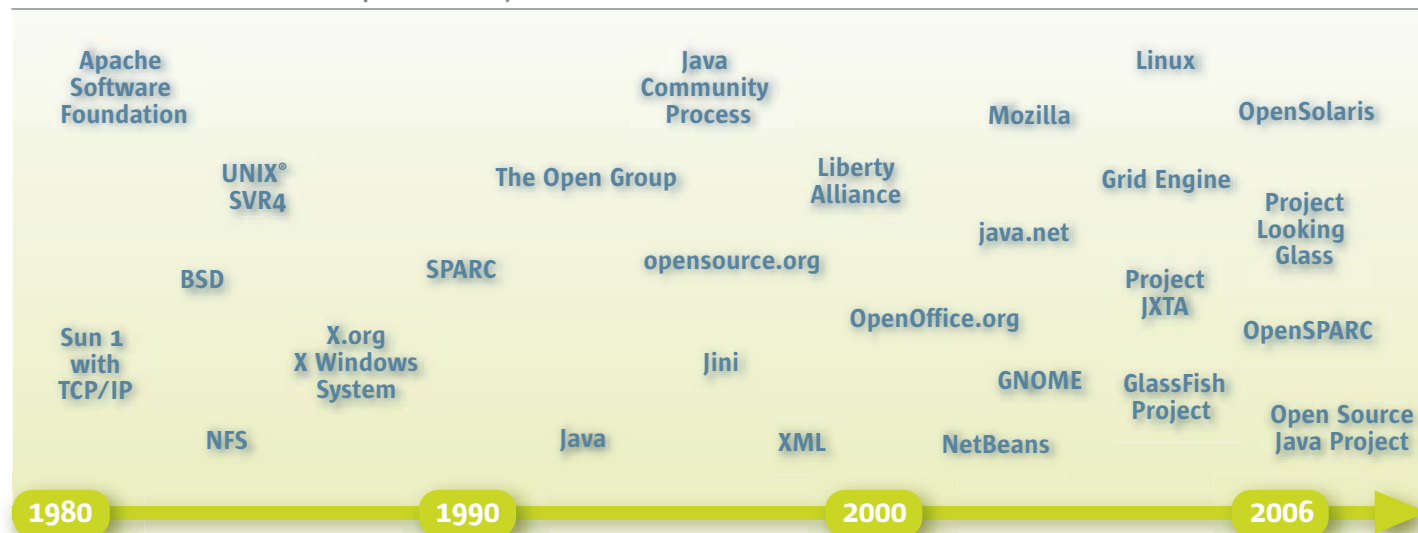 Apache
Software
Foundation
Java
Community
Process
Linux
Mozilla
OpenSolaris
UNIX®
SVR4
The Open Group
Liberty
Alliance
Grid Engine
Project
Looking
Glass
java.net
BSD
SPARC
opensource.org
Project
JXTA
OpenOffice.org
OpenSPARC
Sun 1
with
TCP/IP
X.org
X Windows
System
Jini
GNOME
GlassFish
Project
Open Source
Java Project
NFS
Java
XML
NetBeans
1980
1990
2000
2006